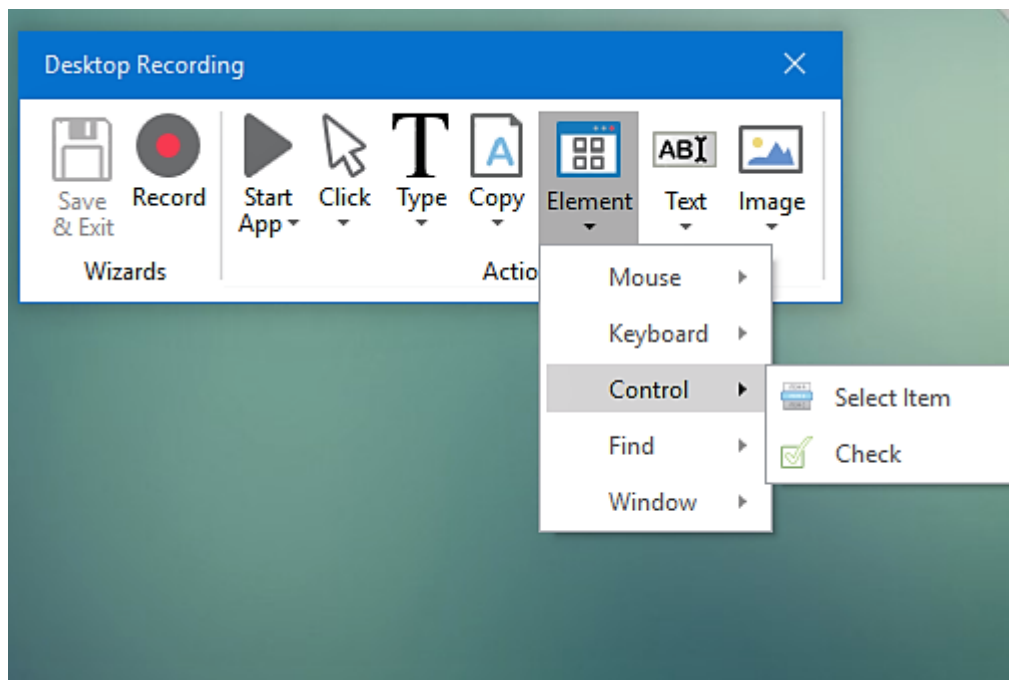 Desktop Recording
Save
& Exit
Record
Start
App
Click
Type
Copy
Element
ABI
Text
Image
Wizards
Actio
Mouse
Keyboard
Control
Find
Window
Select Item
Check